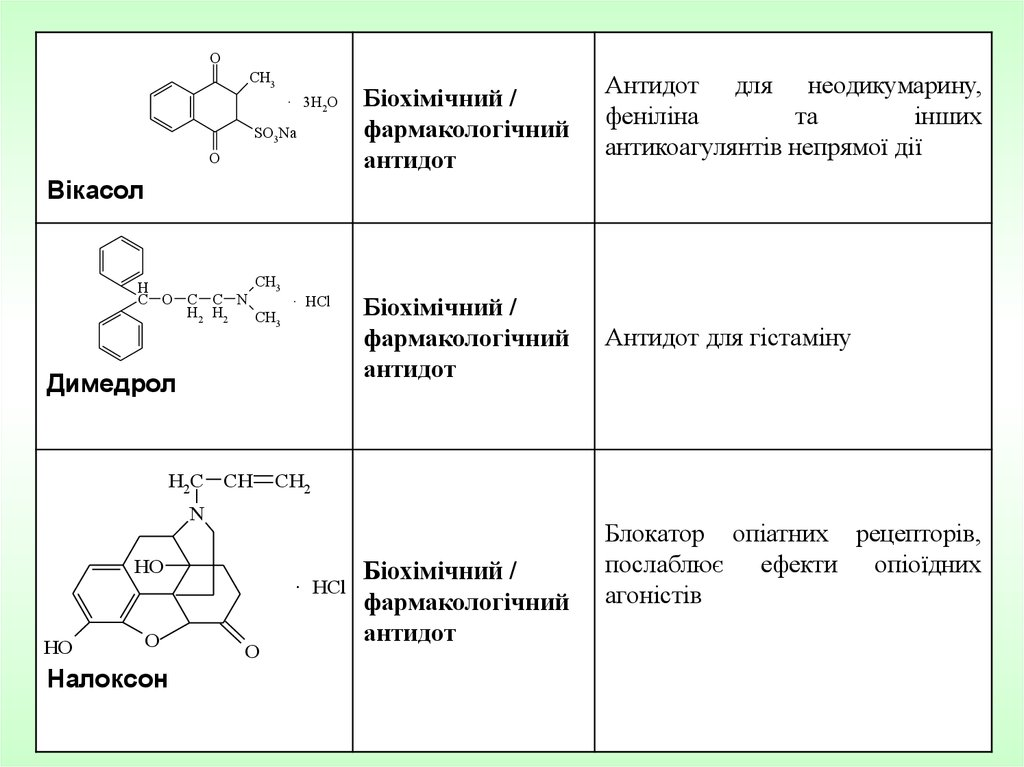 O
CH3
· 3H2O
SO3Na
O
Вікасол
Біохімічний /
фармакологічний
антидот
Антидот для неодикумарину,
феніліна та інших
антикоагулянтів непрямої дії
H
C O C C N
H2 H2
CH3
CH3
· HCl
Димедрол
Біохімічний /
фармакологічний
антидот
Антидот для гістаміну
H2C CH CH2
N
HO
· HCl
HO
O
O
Налоксон
Біохімічний /
фармакологічний
антидот
Блокатор опіатних рецепторів,
послаблює ефекти опіоїдних
агоністів